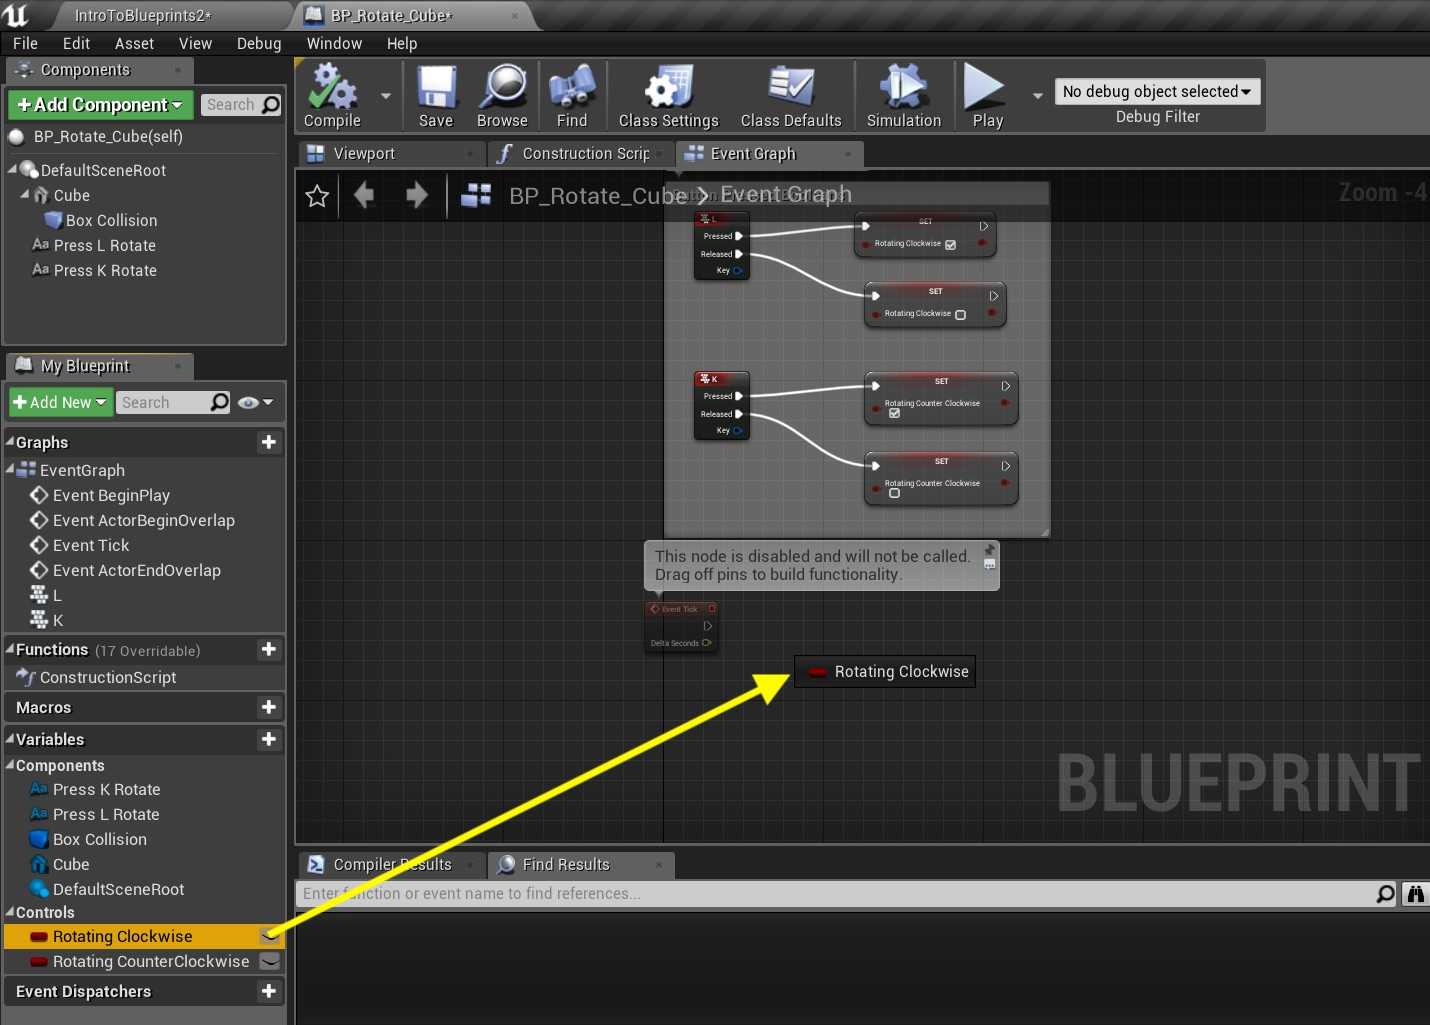 IntroToBlueprints2*
BP_Rotate_Cube*
File Edit Asset View Debug Window Help
Components
+Add Component
Search
BP_Rotate_Cube(self)
DefaultSceneRoot
Cube
Box Collision
Press L Rotate
Press K Rotate
Compile
Save
Browse
Find
Class Settings
Class Defaults
Simulation
Play
No debug object selected
Debug Filter
Viewport
Construction Scrip
Event Graph
BP_Rotate_Cube > Event Graph
Zoom -4
L
Pressed
Released
Key
SET
Rotating Clockwise
SET
Rotating Clockwise
K
Pressed
Released
Key
SET
Rotating Counter Clockwise
SET
Rotating Counter Clockwise
This node is disabled and will not be called.
Drag off pins to build functionality.
Event Tick
Delta Seconds
Rotating Clockwise
BLUEPRINT
My Blueprint
+Add New
Search
Graphs
EventGraph
Event BeginPlay
Event ActorBeginOverlap
Event Tick
Event ActorEndOverlap
L
K
Functions (17 Overridable)
ConstructionScript
Macros
Variables
Components
Press K Rotate
Press L Rotate
Box Collision
Cube
DefaultSceneRoot
Controls
Rotating Clockwise
Rotating CounterClockwise
Event Dispatchers
Compiler Results
Find Results
Enter function or event name to find references...